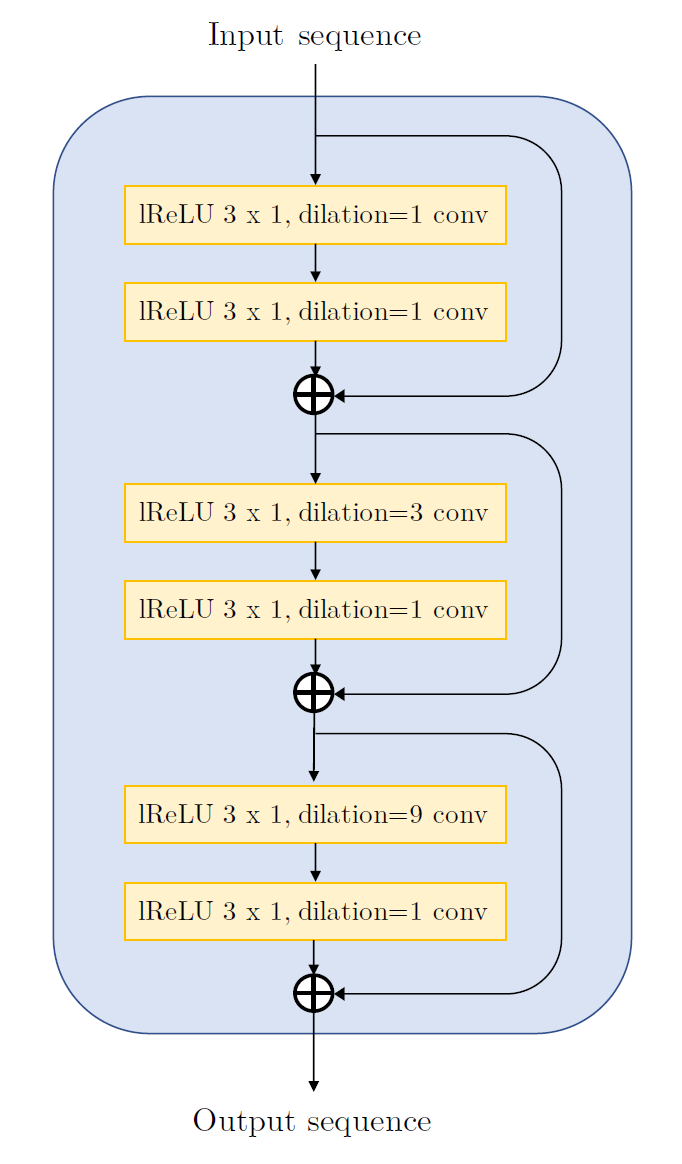 Input sequence
lReLU 3 x 1, dilation=1 conv
lReLU 3 x 1, dilation=1 conv
lReLU 3 x 1, dilation=3 conv
lReLU 3 x 1, dilation=1 conv
lReLU 3 x 1, dilation=9 conv
lReLU 3 x 1, dilation=1 conv
Output sequence